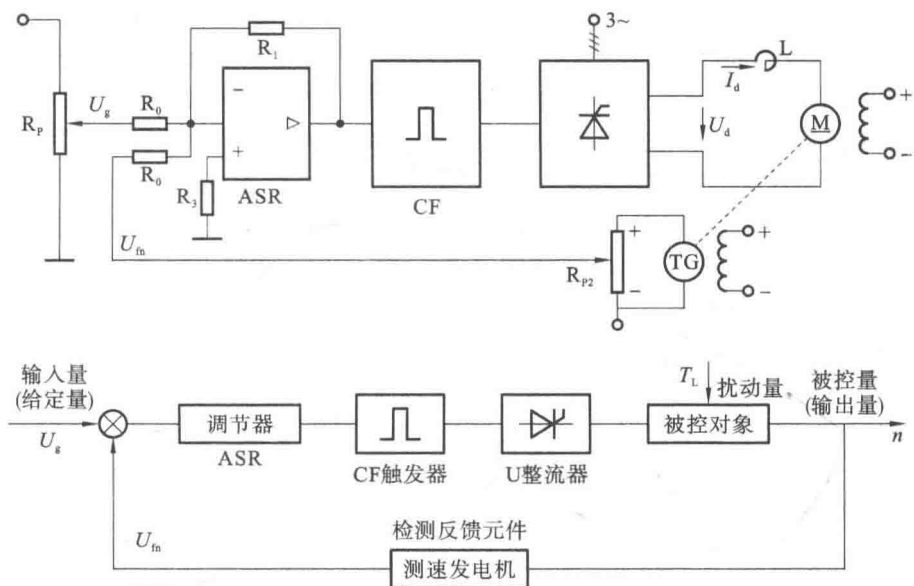 3~
R₁
L
I_d
U_g
R₀
R_P
U_d
M
R₀
ASR
R₃
CF
U_fn
R_P2
TG
输入量
(给定量)
T_L
扰动量
被控量
(输出量)
调节器
被控对象
U_g
n
ASR
CF触发器
U整流器
检测反馈元件
U_fn
测速发电机